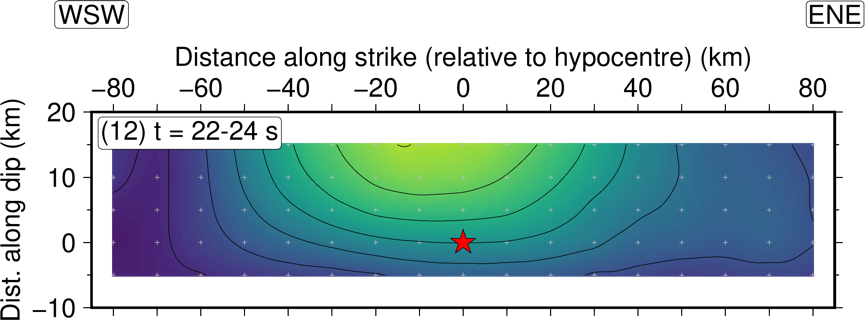 WSW
ENE
Distance along strike (relative to hypocentre) (km)
−80 −60 −40 −20 0 20 40 60 80
Dist. along dip (km)
20
10
0
−10
(12) t = 22-24 s